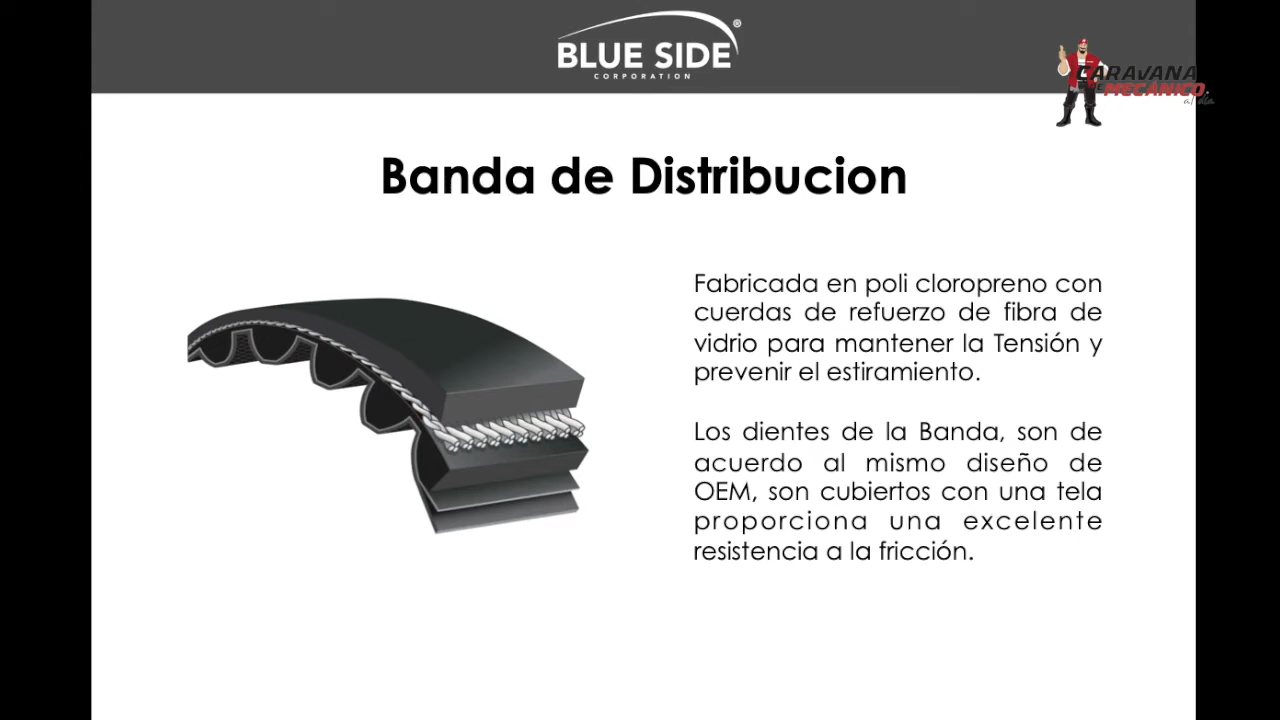 BLUE SIDE®
CORPORATION
CARAVANA
MECÁNICO
al día
Banda de Distribucion
Fabricada en poli cloropreno con
cuerdas de refuerzo de fibra de
vidrio para mantener la Tensión y
prevenir el estiramiento.
Los dientes de la Banda, son de
acuerdo al mismo diseño de
OEM, son cubiertos con una tela
proporciona una excelente
resistencia a la fricción.